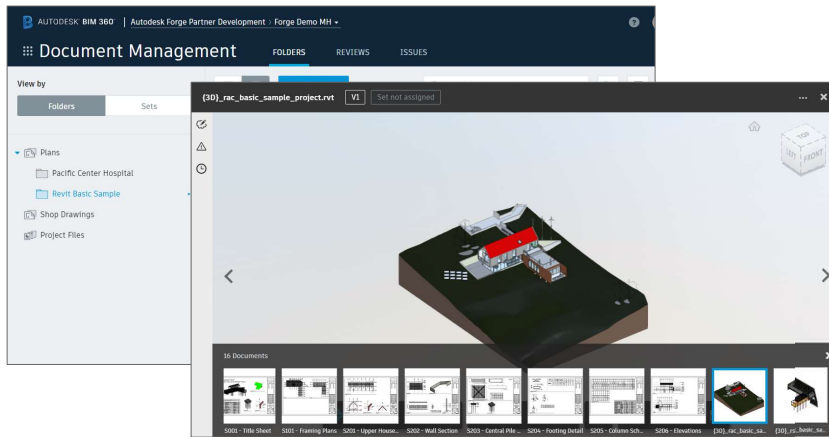 AUTODESK® BIM 360® | Autodesk Forge Partner Development > Forge Demo MH
Document Management FOLDERS REVIEWS ISSUES
View by
Folders Sets
Plans
Pacific Center Hospital
Revit Basic Sample
Shop Drawings
Project Files
{3D}_rac_basic_sample_project.rvt V1 Set not assigned
TOP
LEFT FRONT
16 Documents
S001 - Title Sheet S101 - Framing Plans S201 - Upper House... S202 - Wall Section S203 - Central Pile ... S204 - Footing Detail S205 - Column Sch... S206 - Elevations {3D}_rac_basic_sa...